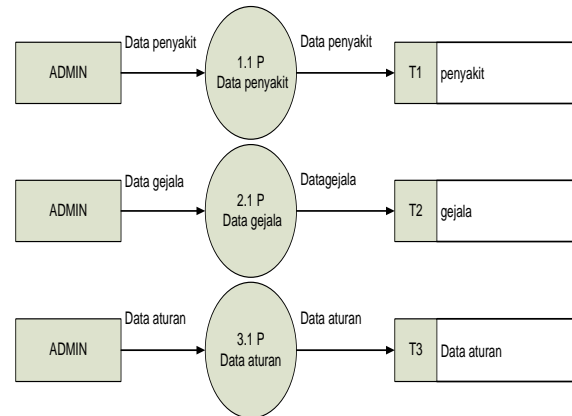 Data penyakit
Data penyakit
ADMIN
1.1 P
Data penyakit
T1
penyakit
Data gejala
Datagejala
ADMIN
2.1 P
Data gejala
T2
gejala
Data aturan
Data aturan
ADMIN
3.1 P
Data aturan
T3
Data aturan